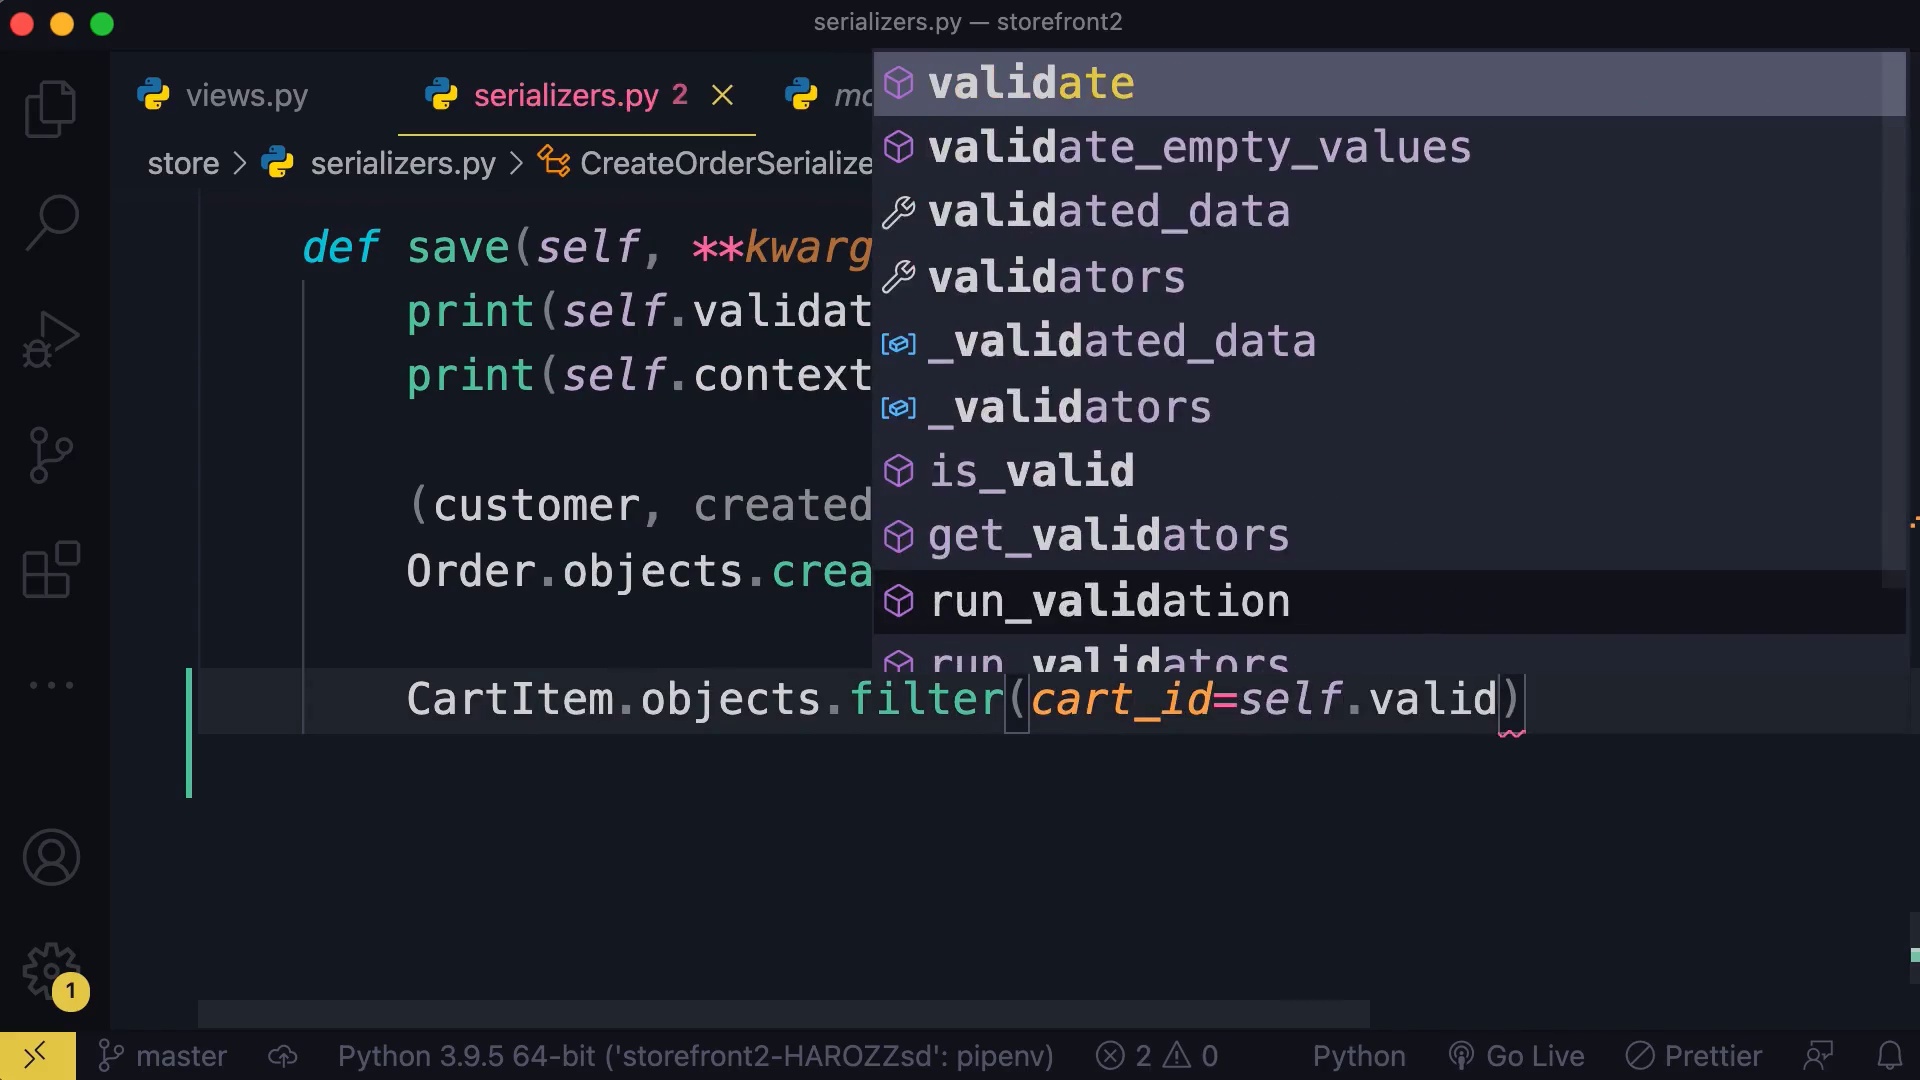 serializers.py — storefront2
views.py
serializers.py 2
store > serializers.py > CreateOrderSerialize
def save(self, **kwarg
print(self.validat
print(self.context
(customer, created
Order.objects.crea
CartItem.objects.filter(cart_id=self.valid)
validate
validate_empty_values
validated_data
validators
_validated_data
_validators
is_valid
get_validators
run_validation
run_validators
1
master
Python 3.9.5 64-bit ('storefront2-HAROZZsd': pipenv)
2
0
Python
Go Live
Prettier